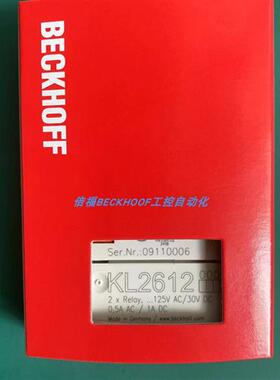 BECKHOFF
倍福BECKHOOF工控自动化
Ser.Nr.:09110006
KL2612
2 x Relay, ...125V AC/30V DC
0.5A AC / 1A DC
Made in Germany / www.beckhoff.com